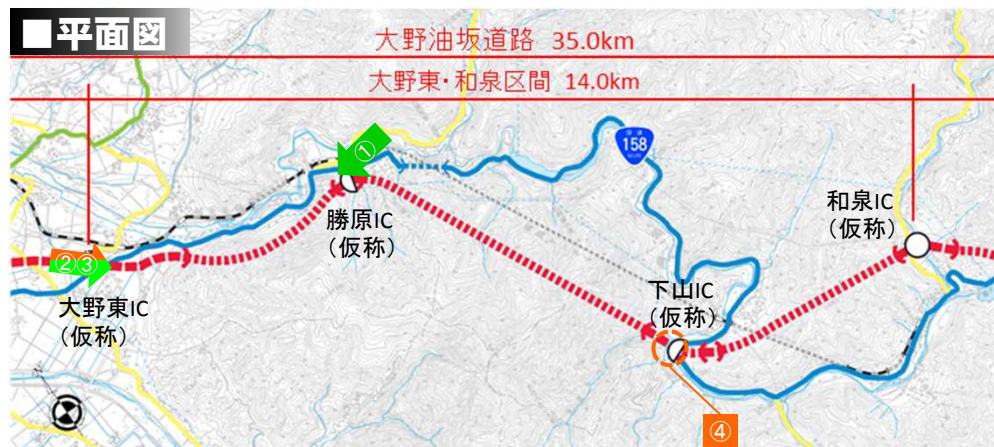 ■平面図
大野油坂道路 35.0km
大野東・和泉区間 14.0km
①
158
和泉IC
(仮称)
勝原IC
(仮称)
②③
大野東IC
(仮称)
下山IC
(仮称)
④